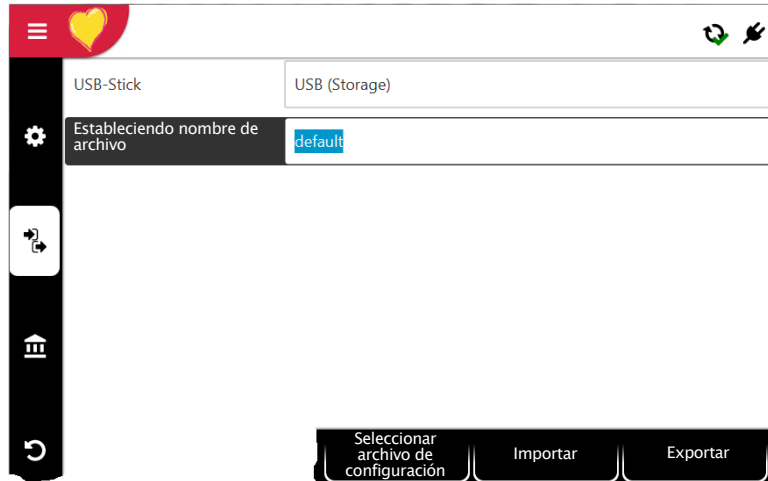 USB-Stick
USB (Storage)
Estableciendo nombre de
archivo
default
Seleccionar
archivo de
configuración
Importar
Exportar